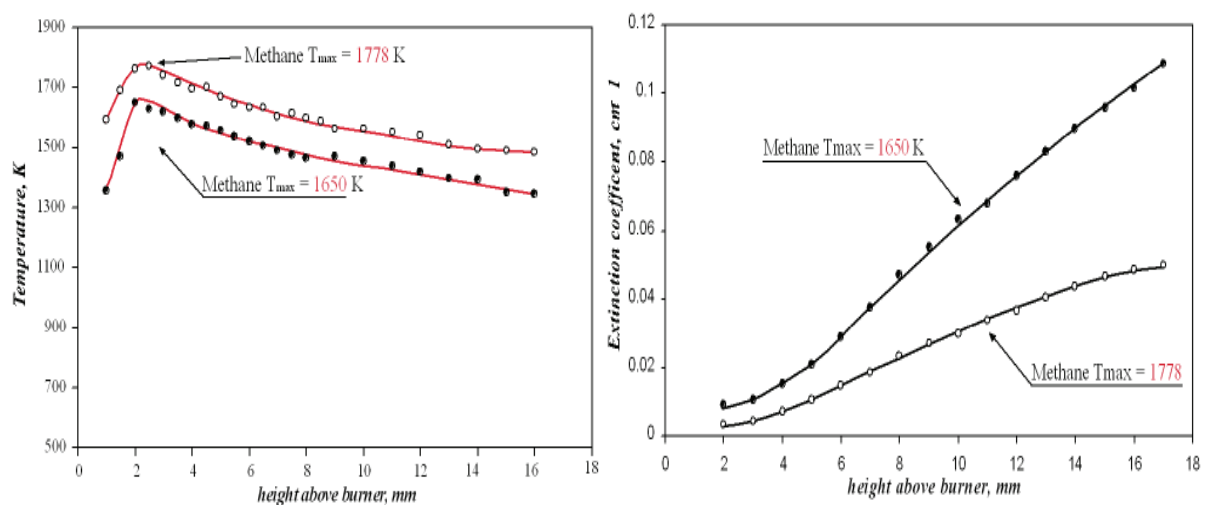 1900
1700
1500
1300
1100
900
700
500
Temperature, K
Methane Tmax = 1778 K
Methane Tmax = 1650 K
0 2 4 6 8 10 12 14 16 18
height above burner, mm
0.12
0.1
0.08
0.06
0.04
0.02
0
Extinction coefficent, cm 1
Methane Tmax = 1650 K
Methane Tmax = 1778
0 2 4 6 8 10 12 14 16 18
height above burner, mm